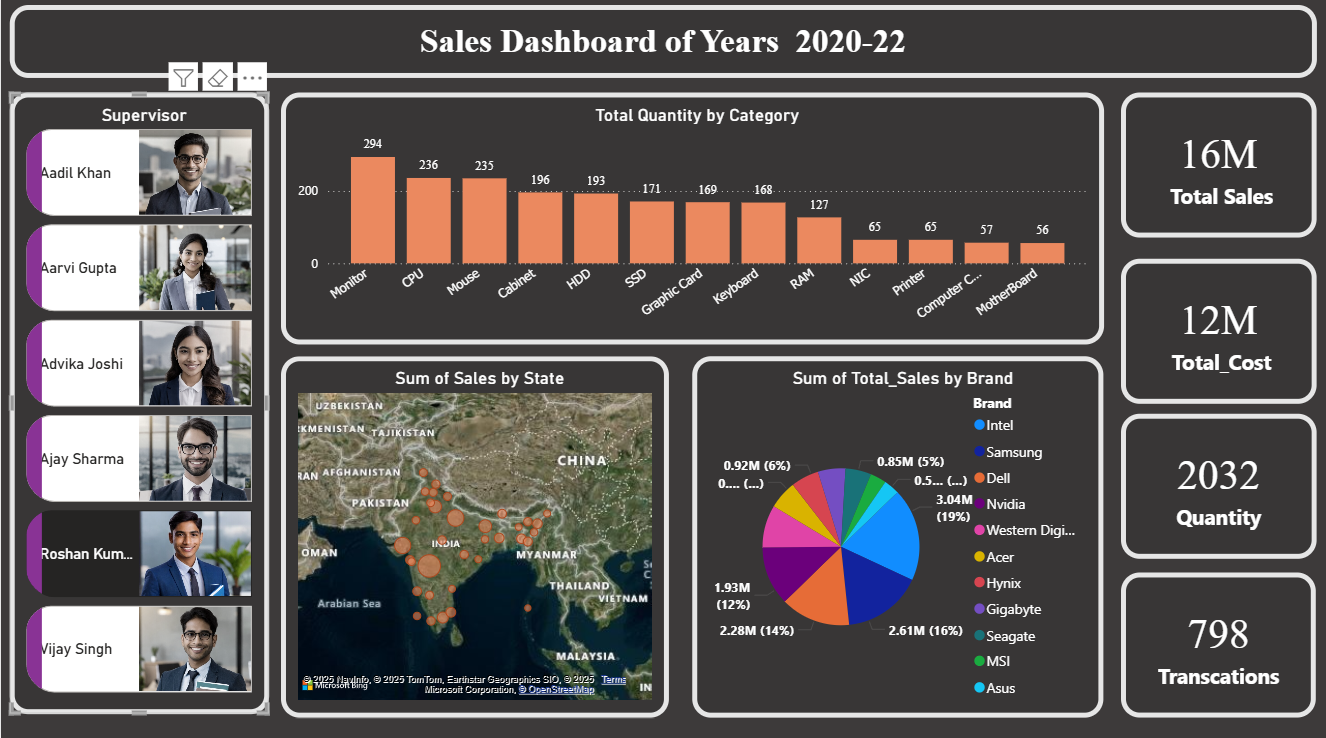 Sales Dashboard of Years 2020-22
Supervisor
Aadil Khan
Aarvi Gupta
Advika Joshi
Ajay Sharma
Roshan Kum...
Vijay Singh
Total Quantity by Category
200
0
294
236
235
196
193
171
169
168
127
65
65
57
56
Monitor
CPU
Mouse
Cabinet
HDD
SSD
Graphic Card
Keyboard
RAM
NIC
Printer
Computer C...
MotherBoard
16M
Total Sales
12M
Total_Cost
2032
Quantity
798
Transcations
Sum of Sales by State
UZBEKISTAN
KMENISTAN
TAJIKISTAN
CHINA
AFGHANISTAN
RAN
PAKISTAN
OMAN
INDIA
MYANMAR
THAILAND
VIETNAM
Arabian Sea
MALAYSIA
IN
Microsoft Bing
© 2025 NavInfo, © 2025 TomTom, Earthstar Geographics SIO, © 2025 Terms
Microsoft Corporation, © OpenStreetMap
Sum of Total_Sales by Brand
0.92M (6%)
0.... (...)
0.85M (5%)
0.5... (...)
3.04M
(19%)
1.93M
(12%)
2.28M (14%)
2.61M (16%)
Brand
Intel
Samsung
Dell
Nvidia
Western Digi...
Acer
Hynix
Gigabyte
Seagate
MSI
Asus